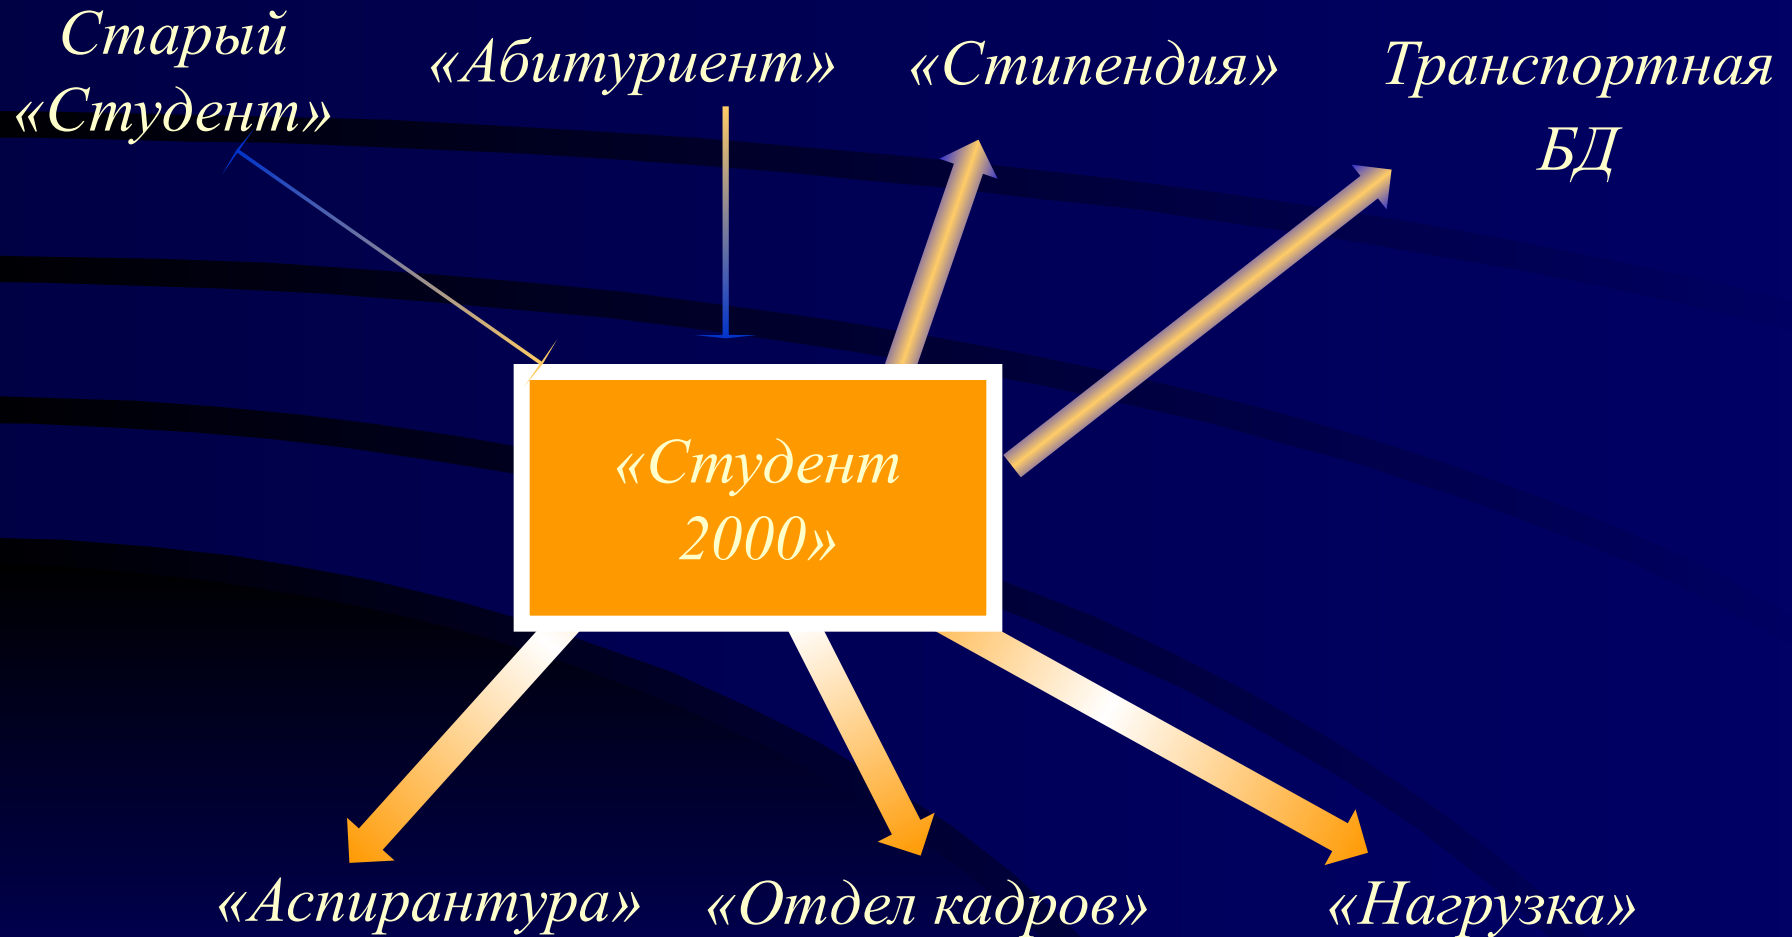 Старый
«Студент»
«Абитуриент»
«Стипендия»
Транспортная
БД
«Студент
2000»
«Аспирантура»
«Отдел кадров»
«Нагрузка»